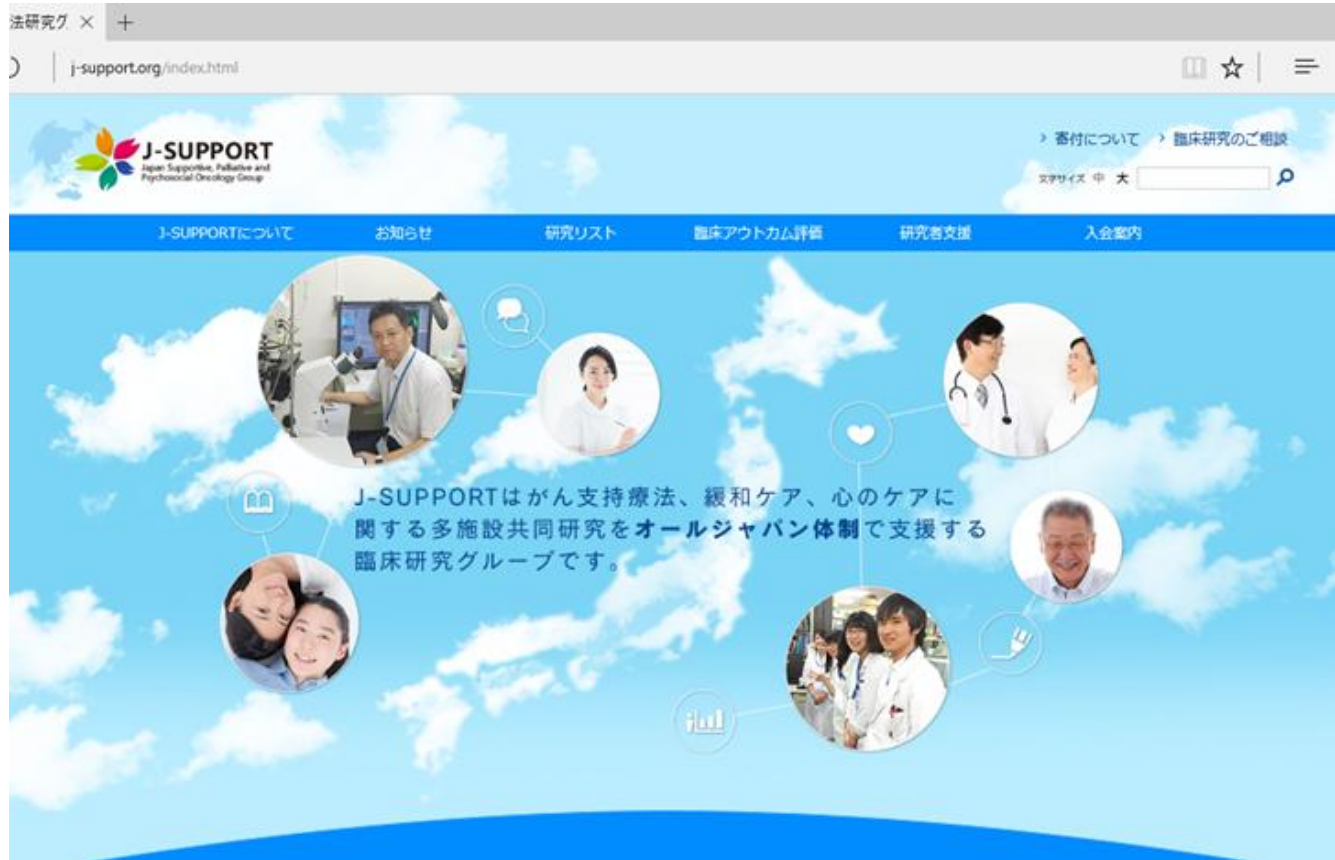 法研究グ
j-support.org/index.html
J-SUPPORT
Japan Supportive, Palliative and
Psychosocial Oncology Group
寄付について 臨床研究のご相談
文字サイズ 中 大
J-SUPPORTについて お知らせ 研究リスト 臨床アウトカム評価 研究者支援 入会案内
J-SUPPORTはがん支持療法、緩和ケア、心のケアに
関する多施設共同研究をオールジャパン体制で支援する
臨床研究グループです。